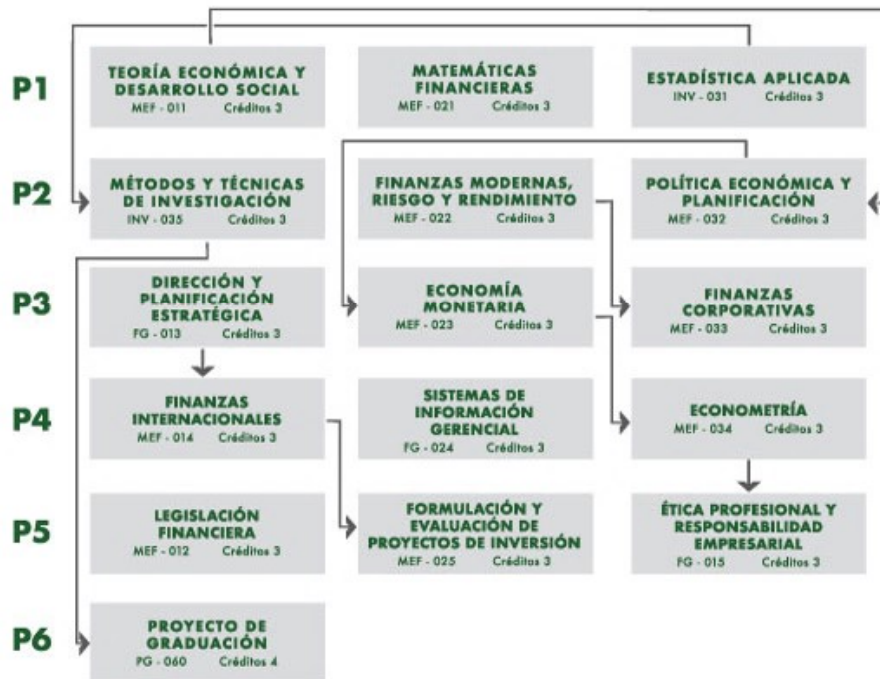 P1
TEORÍA ECONÓMICA Y
DESARROLLO SOCIAL
MEF - 011 Créditos 3
MATEMÁTICAS
FINANCIERAS
MEF - 021 Créditos 3
ESTADÍSTICA APLICADA
INV - 031 Créditos 3
P2
MÉTODOS Y TÉCNICAS
DE INVESTIGACIÓN
INV - 035 Créditos 3
FINANZAS MODERNAS,
RIESGO Y RENDIMIENTO
MEF - 022 Créditos 3
POLÍTICA ECONÓMICA Y
PLANIFICACIÓN
MEF - 032 Créditos 3
P3
DIRECCIÓN Y
PLANIFICACIÓN
ESTRATÉGICA
FG - 013 Créditos 3
ECONOMÍA
MONETARIA
MEF - 023 Créditos 3
FINANZAS
CORPORATIVAS
MEF - 033 Créditos 3
P4
FINANZAS
INTERNACIONALES
MEF - 014 Créditos 3
SISTEMAS DE
INFORMACIÓN
GERENCIAL
FG - 024 Créditos 3
ECONOMETRÍA
MEF - 034 Créditos 3
P5
LEGISLACIÓN
FINANCIERA
MEF - 012 Créditos 3
FORMULACIÓN Y
EVALUACIÓN DE
PROYECTOS DE INVERSIÓN
MEF - 025 Créditos 3
ÉTICA PROFESIONAL Y
RESPONSABILIDAD
EMPRESARIAL
FG - 015 Créditos 3
P6
PROYECTO DE
GRADUACIÓN
PG - 060 Créditos 4